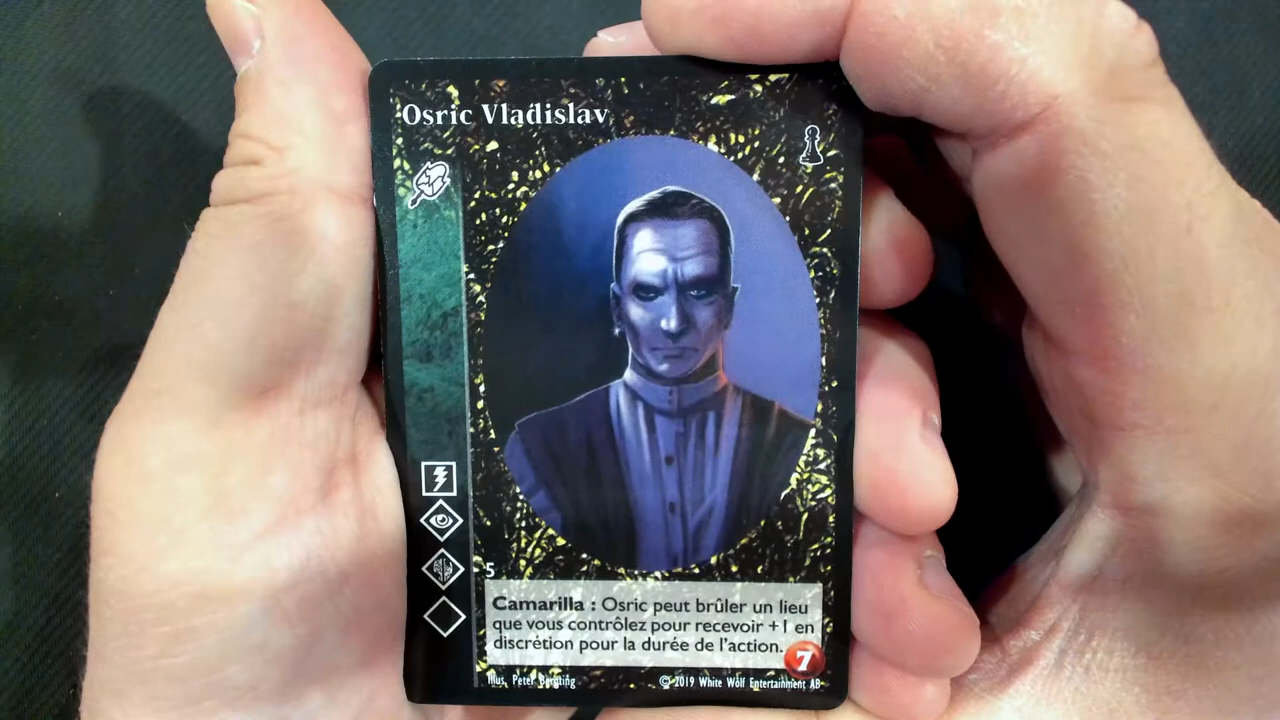 Osric Vladislav
5
Camarilla : Osric peut brûler un lieu
que vous contrôlez pour recevoir +1 en
discrétion pour la durée de l'action.
7
Illus. Peter Bergting
© 2019 White Wolf Entertainment AB